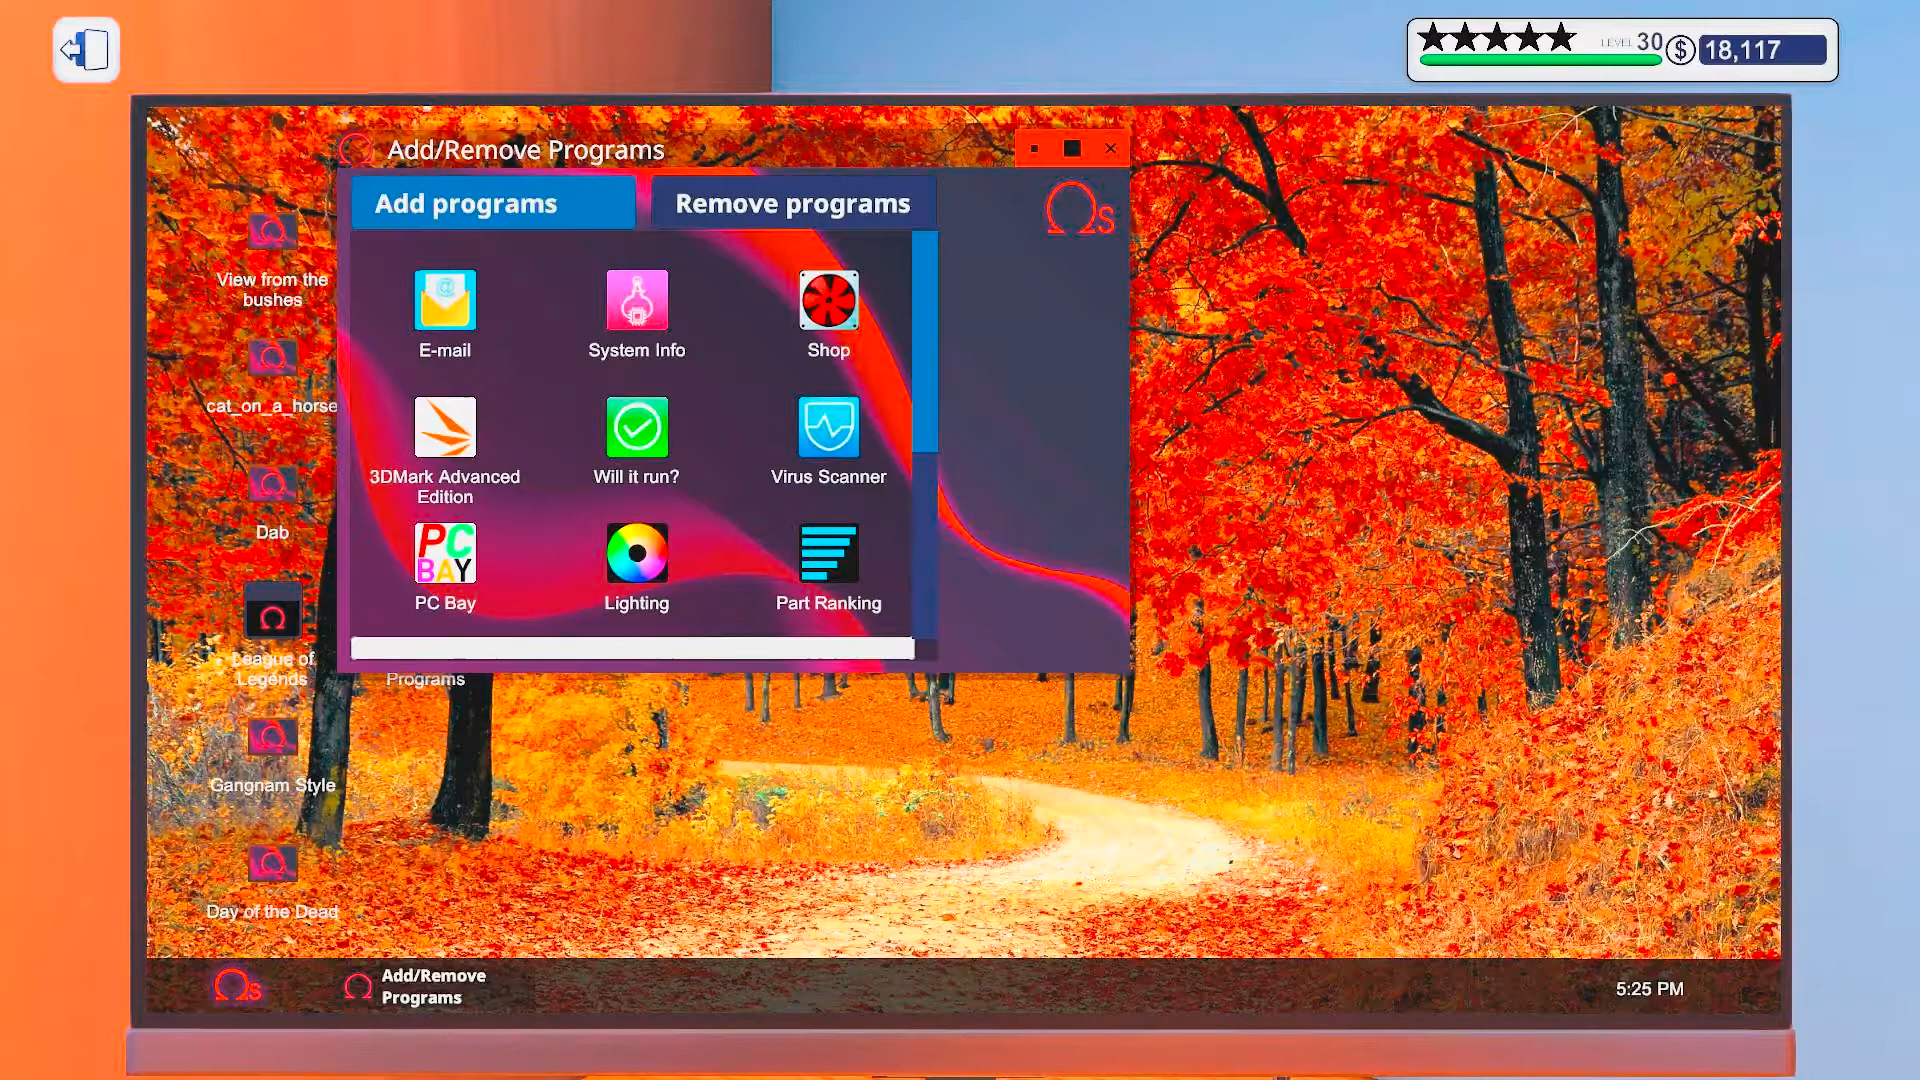 LEVEL 30
$ 18,117
Add/Remove Programs
Add programs
Remove programs
Ωs
E-mail
System Info
Shop
3DMark Advanced
Edition
Will it run?
Virus Scanner
PC
BAY
PC Bay
Lighting
Part Ranking
View from the
bushes
cat_on_a_horse
Dab
League of
Legends
Programs
Gangnam Style
Day of the Dead
Ωs
Add/Remove
Programs
5:25 PM